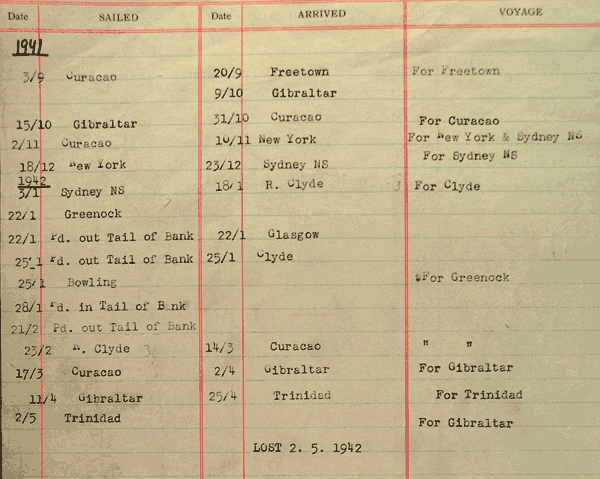 Date SAILED Date ARRIVED VOYAGE
1941
3/9 Curacao 20/9 Freetown For Freetown
9/10 Gibraltar
15/10 Gibraltar 31/10 Curacao For Curacao
2/11 Curacao 10/11 New York For New York & Sydney NS
18/12 New York 23/12 Sydney NS For Sydney NS
1942
3/1 Sydney NS 18/1 R. Clyde 3 For Clyde
22/1 Greenock
22/1 Pd. out Tail of Bank 22/1 Glasgow
25/1 Pd. out Tail of Bank 25/1 Clyde
25/1 Bowling For Greenock
28/1 Pd. in Tail of Bank
21/2 Pd. out Tail of Bank
23/2 R. Clyde 3 14/3 Curacao " "
17/3 Curacao 2/4 Gibraltar For Gibraltar
11/4 Gibraltar 25/4 Trinidad For Trinidad
2/5 Trinidad For Gibraltar
LOST 2. 5. 1942